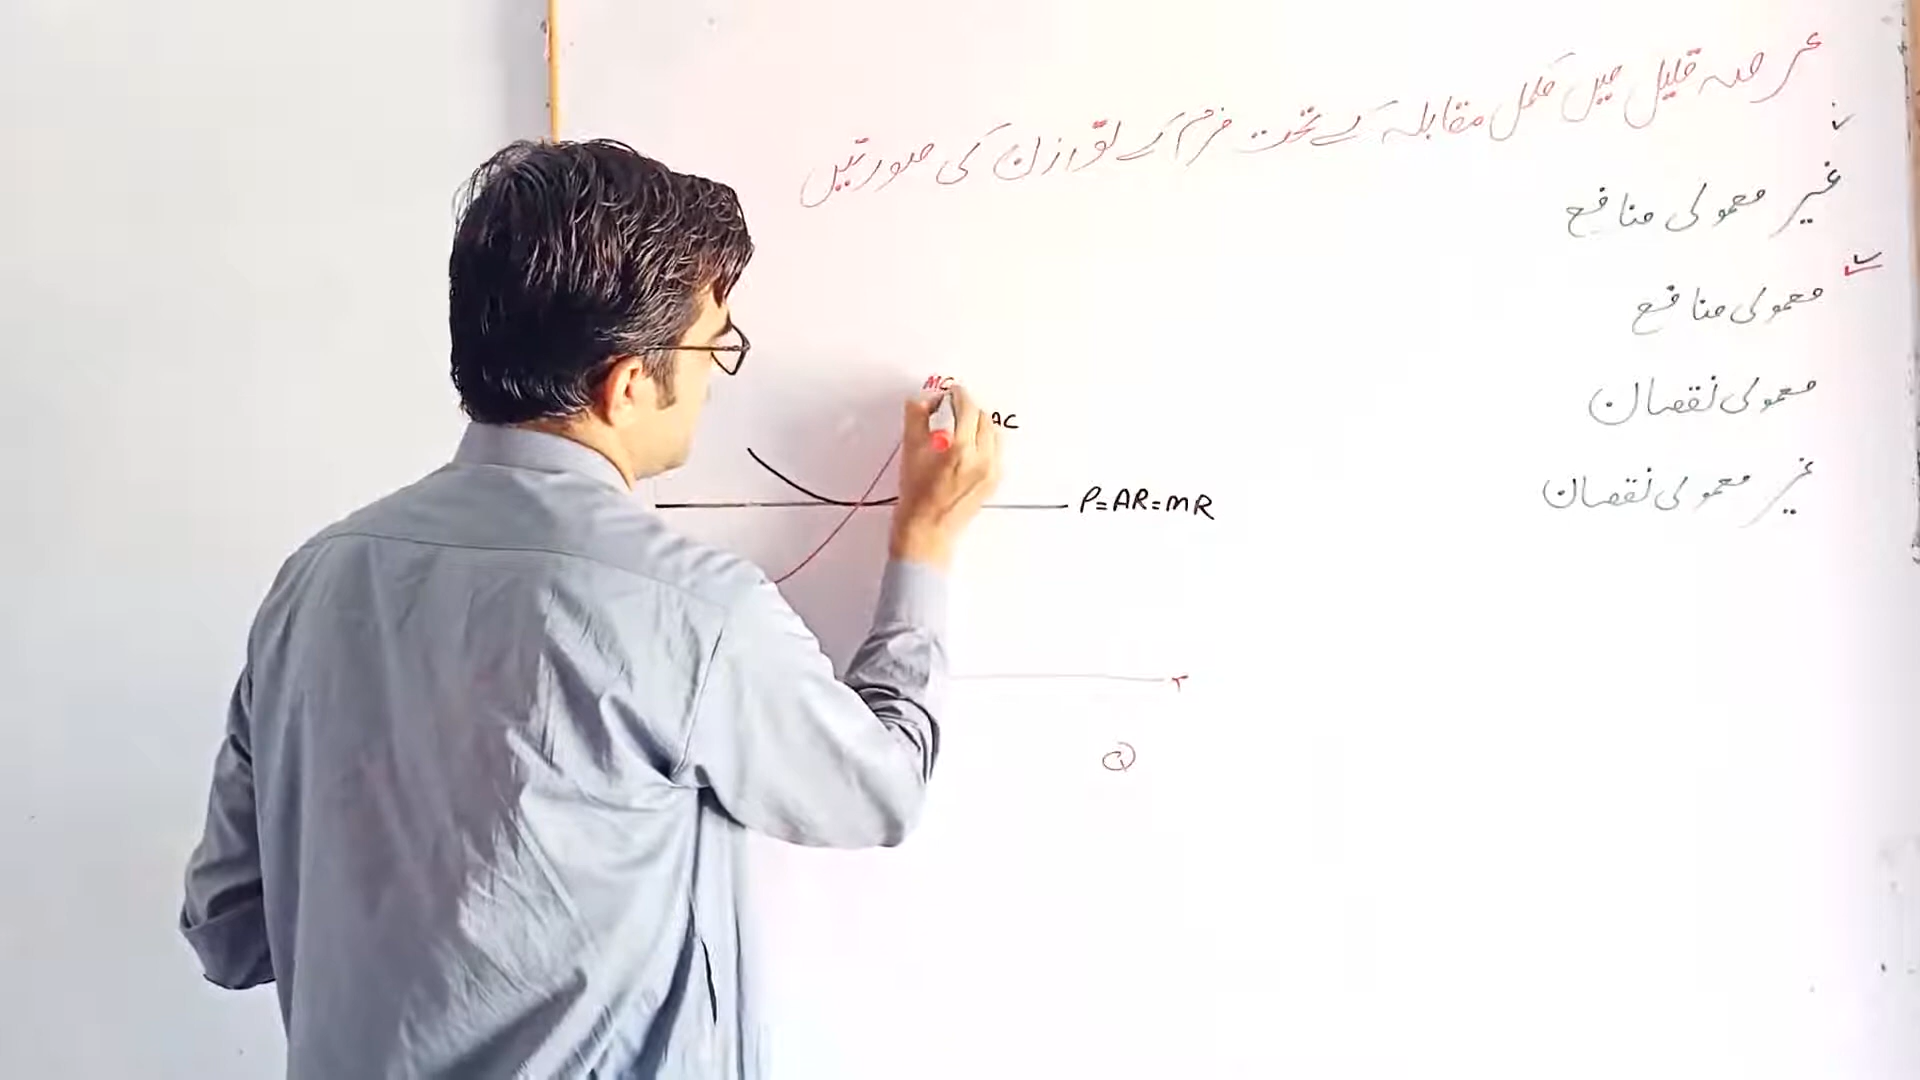 عرصہ قلیل میں مکمل مقابلہ کے تحت فرم کے توازن کی صورتیں
غیر معمولی منافع
معمولی منافع
معمولی نقصان
غیر معمولی نقصان
MC
AC
P=AR=MR